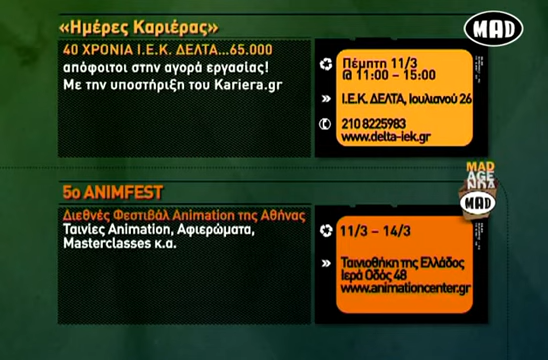 «Ημέρες Καριέρας»
MAD
40 ΧΡΟΝΙΑ Ι.Ε.Κ. ΔΕΛΤΑ...65.000
απόφοιτοι στην αγορά εργασίας!
Με την υποστήριξη του Kariera.gr
Πέμπτη 11/3
@ 11:00 – 15:00
Ι.Ε.Κ. ΔΕΛΤΑ, Ιουλιανού 26
210 8225983
www.delta-iek.gr
MAD
AGE
NDA
MAD
5ο ANIMFEST
Διεθνές Φεστιβάλ Animation της Αθήνας
Ταινίες Animation, Αφιερώματα,
Masterclasses κ.α.
11/3 – 14/3
Ταινιοθήκη της Ελλάδος
Ιερά Οδός 48
www.animationcenter.gr